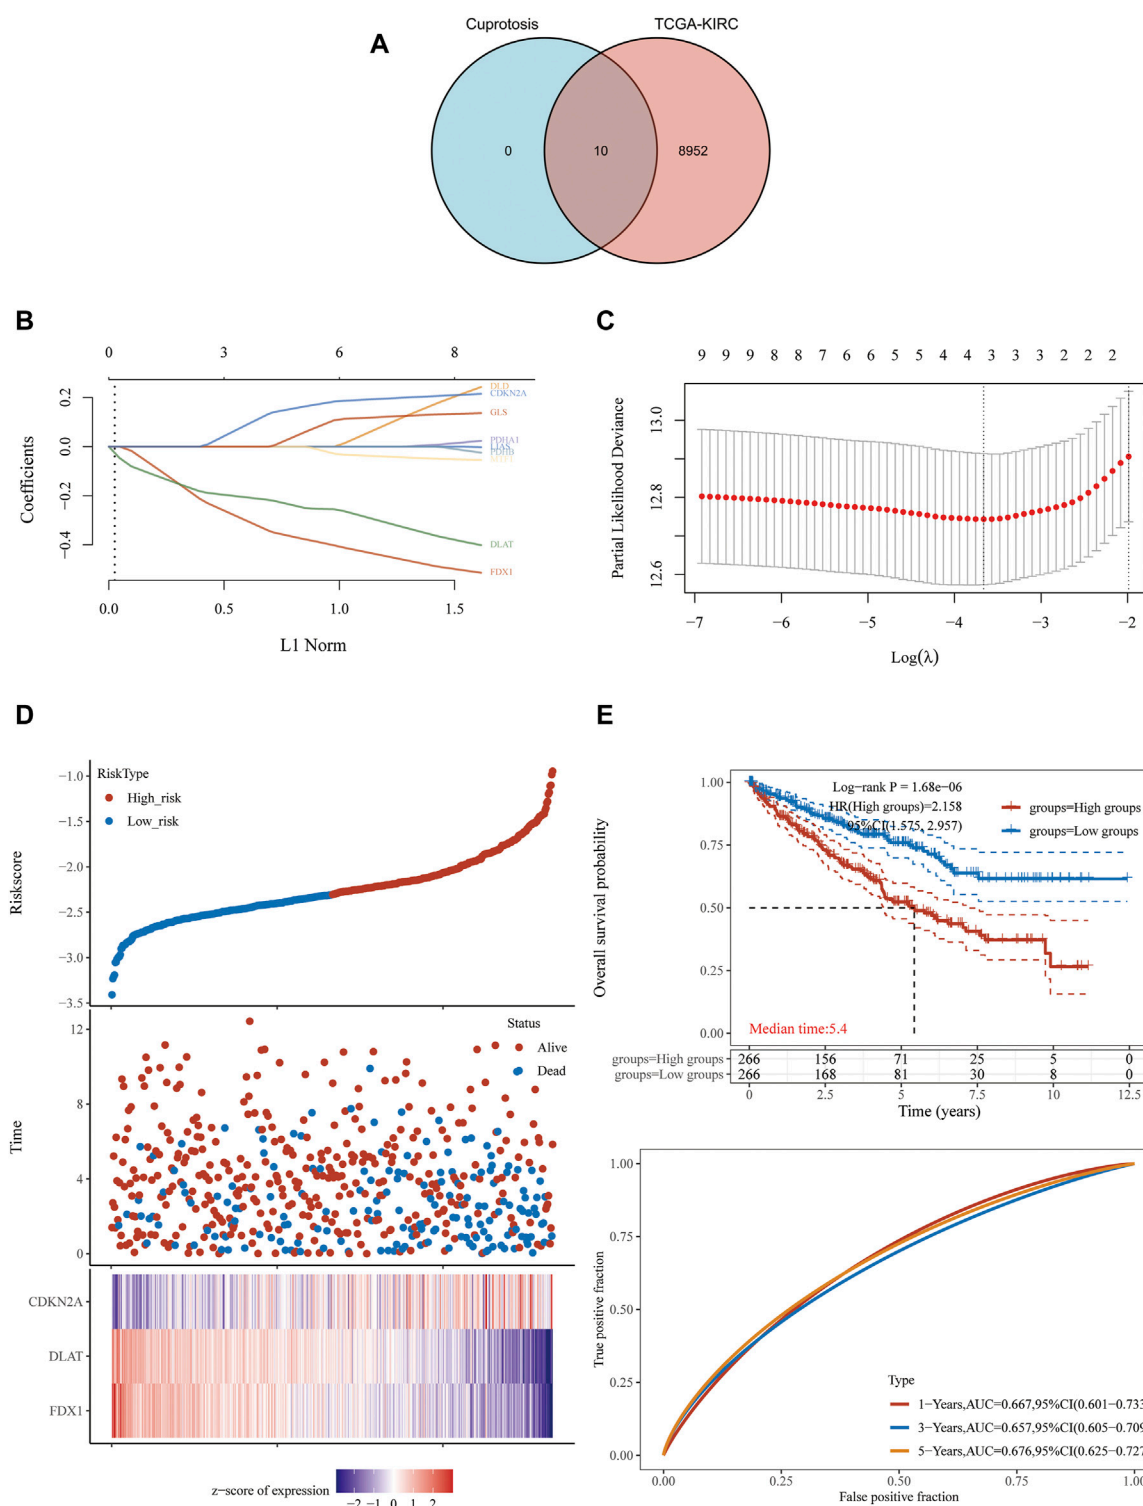 A
Cuprotosis TCGA-KIRC
0 10 8952
B
0 3 6 8
Coefficients
0.2
0.0
−0.2
−0.4
DLD
CDKN2A
GLS
PDHA1
LIAS
PDHB
MTF1
DLAT
FDX1
0.0 0.5 1.0 1.5
L1 Norm
C
9 9 9 8 8 7 6 6 5 4 4 3 3 3 2 2 2
Partial Likelihood Deviance
13.0
12.8
12.6
−7 −6 −5 −4 −3 −2
Log(λ)
D
RiskType
High_risk
Low_risk
Riskscore
−1.0
−1.5
−2.0
−2.5
−3.0
−3.5
Status
Alive
Dead
Time
12
8
4
0
CDKN2A
DLAT
FDX1
z−score of expression
−2 −1 0 1 2
E
Log−rank P = 1.68e−06
HR(High groups)=2.158
95%CI(1.575, 2.957)
groups=High groups
groups=Low groups
Overall survival probability
1.00
0.75
0.50
0.25
0.00
Median time:5.4
groups=High groups 266 156 71 25 5 0
groups=Low groups 266 168 81 30 8 0
0 2.5 5 7.5 10 12.5
Time (years)
True positive fraction
1.00
0.75
0.50
0.25
0.00
Type
1−Years,AUC=0.667,95%CI(0.601−0.733
3−Years,AUC=0.657,95%CI(0.605−0.709
5−Years,AUC=0.676,95%CI(0.625−0.727
0.00 0.25 0.50 0.75 1.00
False positive fraction